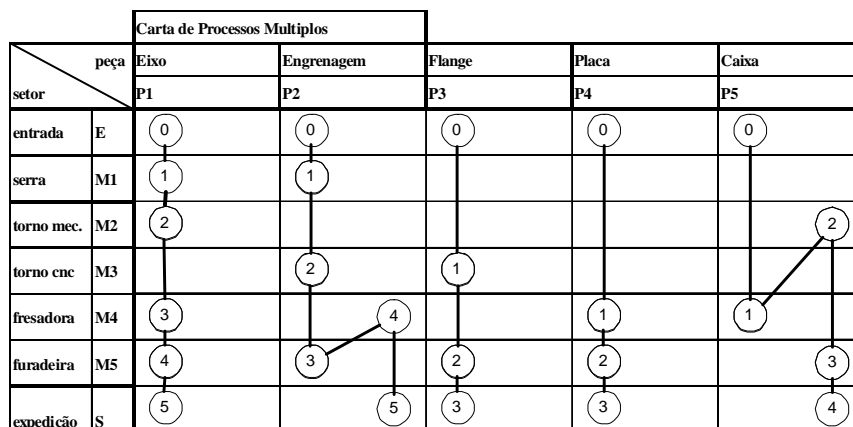 Carta de Processos Multiplos
peça Eixo Engrenagem Flange Placa Caixa
setor P1 P2 P3 P4 P5
entrada E 0 0 0 0 0
serra M1 1 1
torno mec. M2 2 2
torno cnc M3 2 1
fresadora M4 3 4 1 1
furadeira M5 4 3 2 2 3
expedição S 5 5 3 3 4